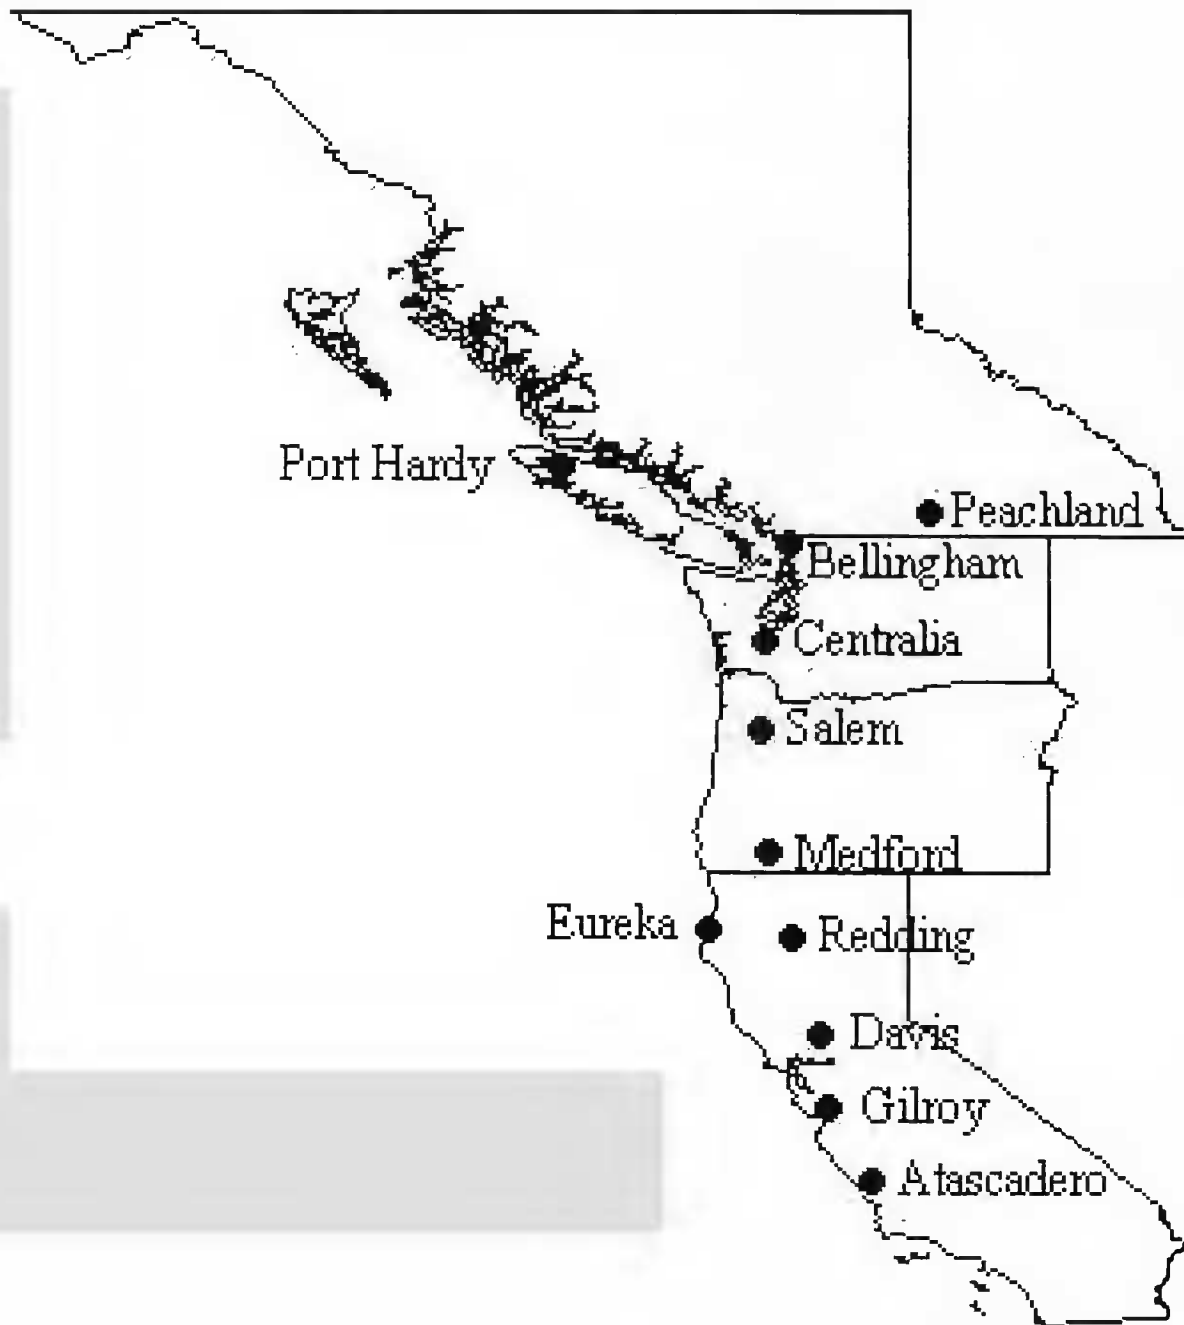 Port Hardy
Peachland
Bellingham
Centralia
Salem
Medford
Eureka
Redding
Davis
Gilroy
Atascadero